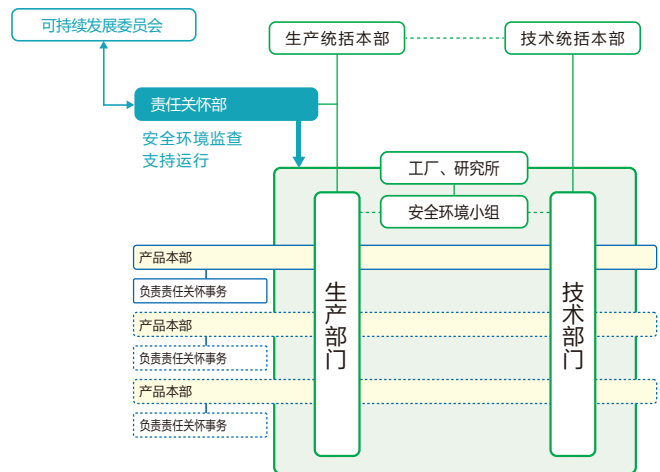 可持续发展委员会
生产统括本部
技术统括本部
责任关怀部
安全环境监查
支持运行
工厂、研究所
安全环境小组
生产部门
技术部门
产品本部
负责责任关怀事务
产品本部
负责责任关怀事务
产品本部
负责责任关怀事务